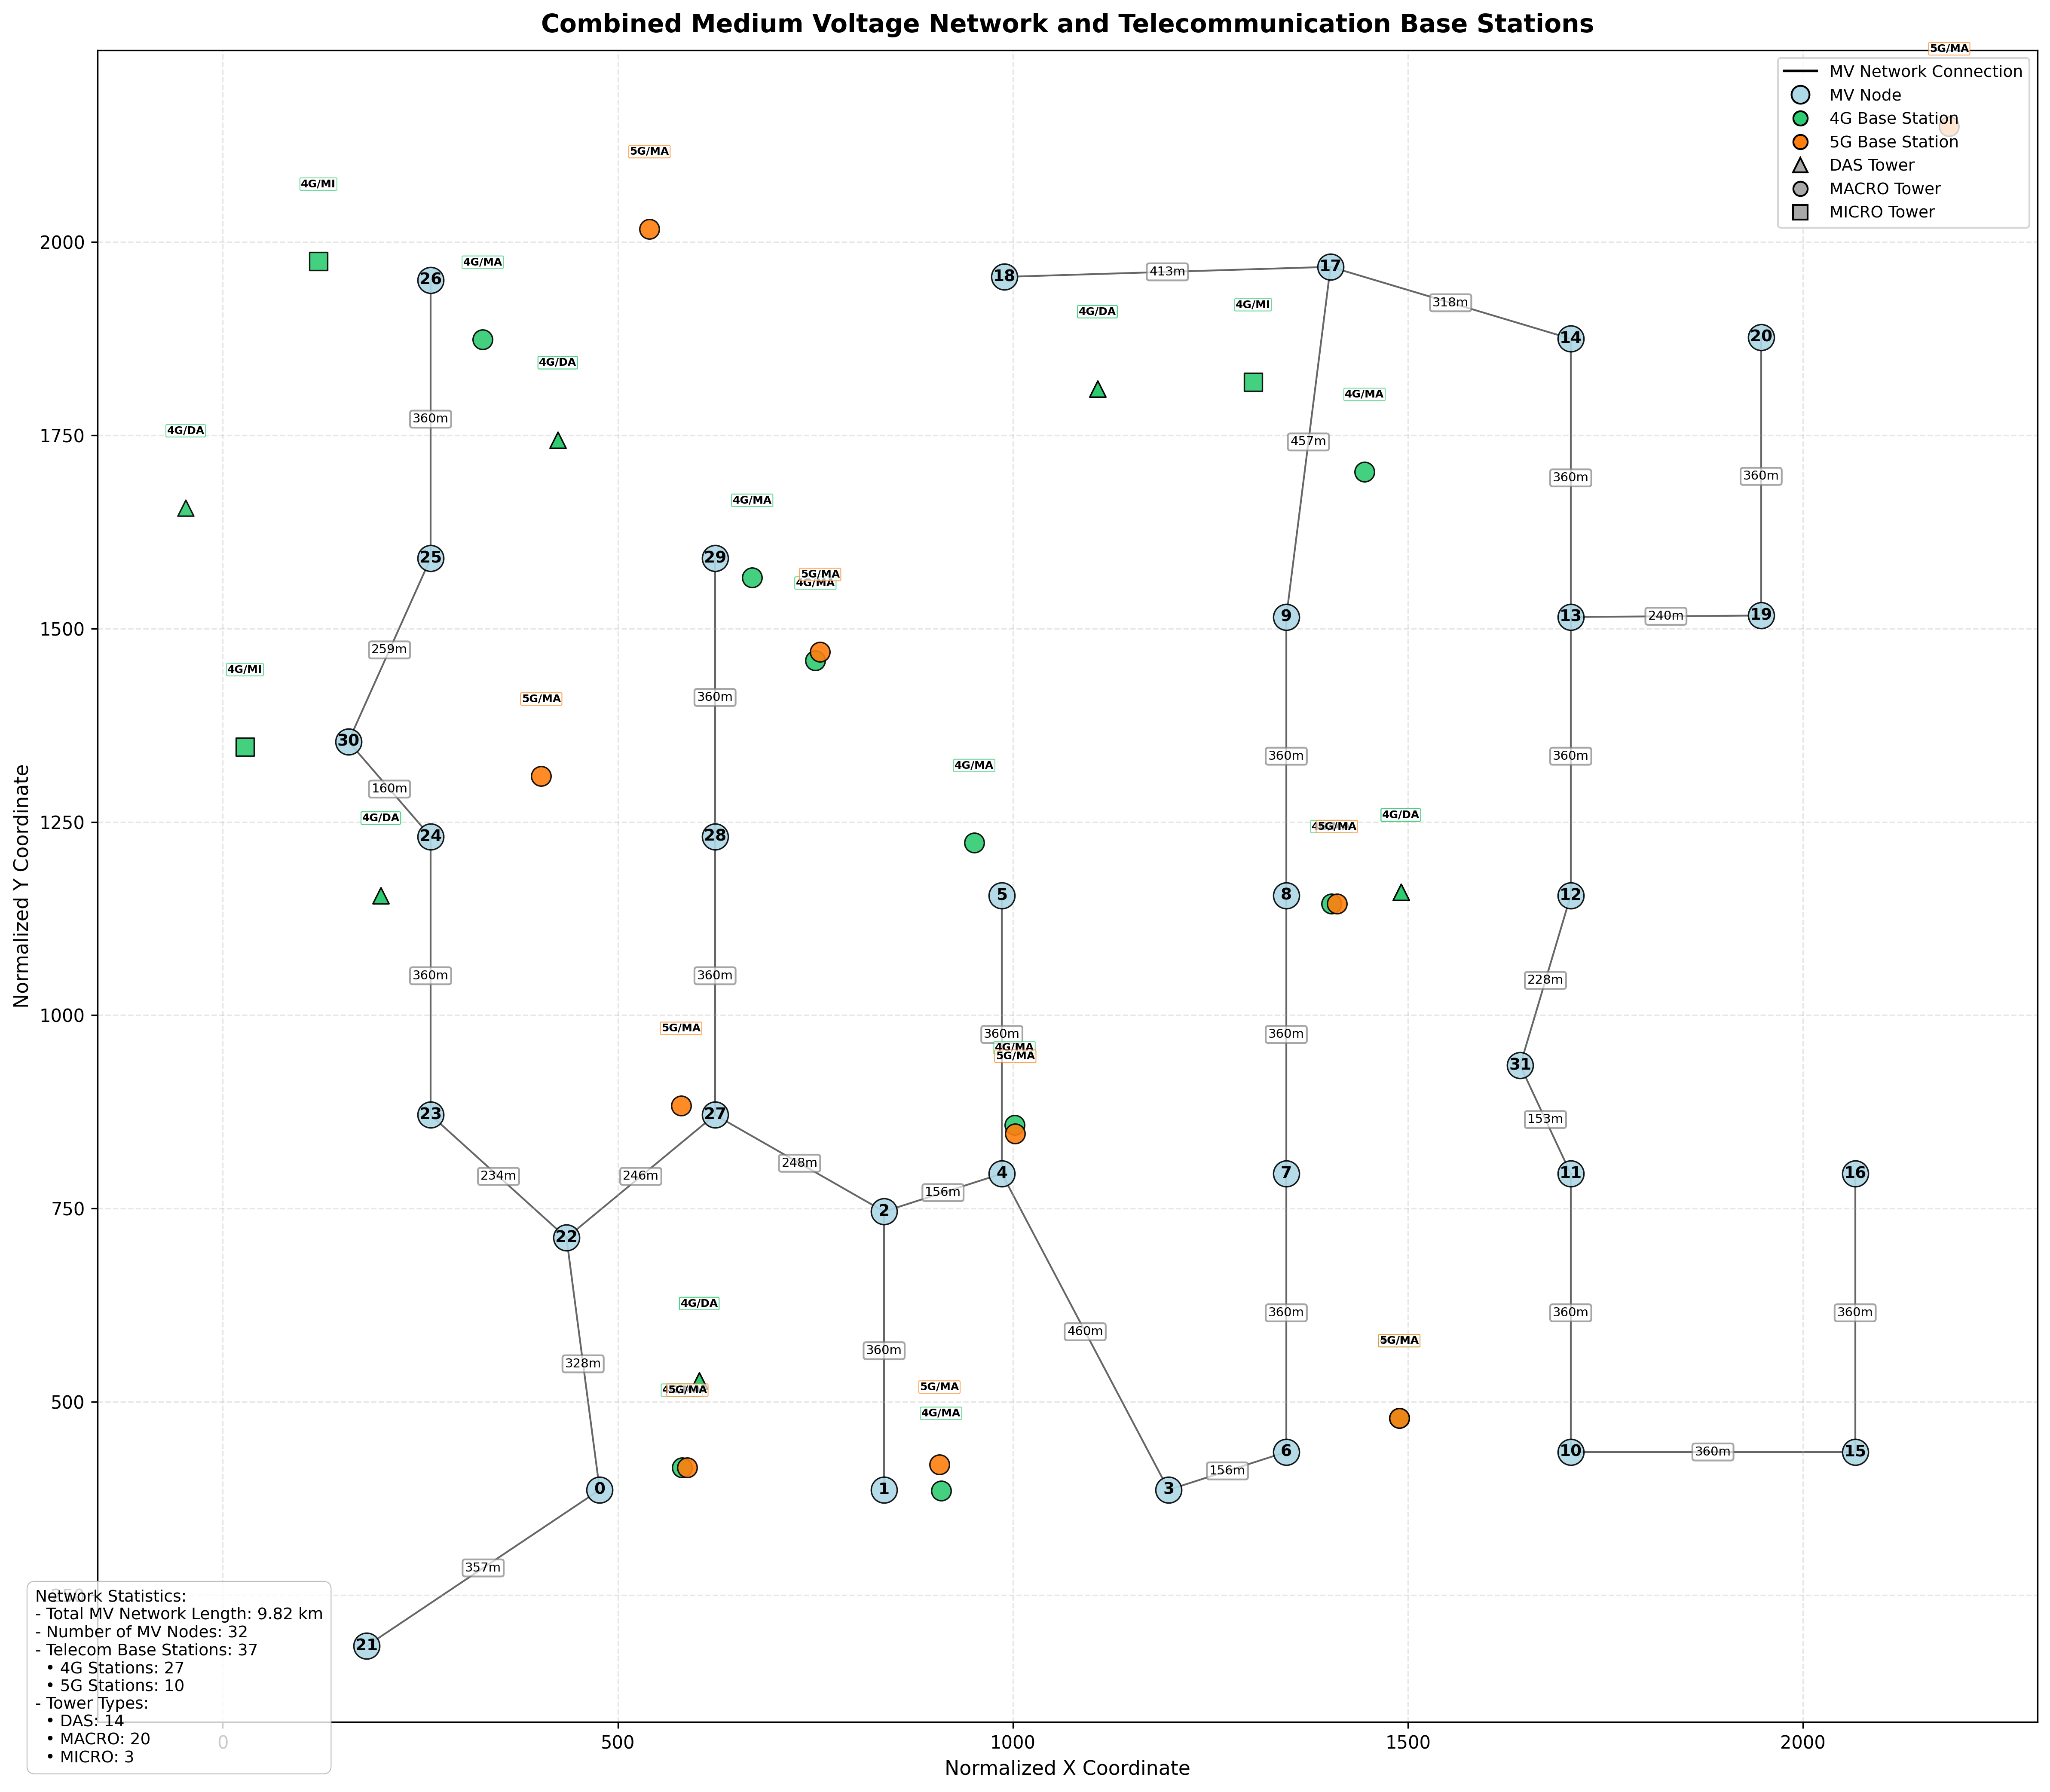 Combined Medium Voltage Network and Telecommunication Base Stations
5G/MA
MV Network Connection
MV Node
4G Base Station
5G Base Station
DAS Tower
MACRO Tower
MICRO Tower
5G/MA
4G/MI
4G/MA
2000
26
18
413m
17
318m
4G/DA
4G/MI
14
20
4G/DA
4G/MA
360m
4G/DA
1750
457m
360m
360m
4G/MA
25
29
5G/MA
4G/MA
1500
9
13
240m
19
259m
4G/MI
5G/MA
360m
30
4G/MA
360m
360m
160m
4G/DA
1250
24
28
5G/MA
4G/DA
5
8
12
360m
360m
228m
1000
5G/MA
360m
4G/MA
5G/MA
360m
31
23
27
153m
234m
246m
248m
156m
4
7
11
16
750
2
22
4G/DA
328m
360m
460m
360m
360m
360m
5G/MA
5G/MA
5G/MA
4G/MA
500
0
1
3
156m
6
10
360m
15
357m
21
250
Network Statistics:
- Total MV Network Length: 9.82 km
- Number of MV Nodes: 32
- Telecom Base Stations: 37
• 4G Stations: 27
• 5G Stations: 10
- Tower Types:
• DAS: 14
• MACRO: 20
• MICRO: 3
0
500
1000
1500
2000
Normalized X Coordinate
Normalized Y Coordinate